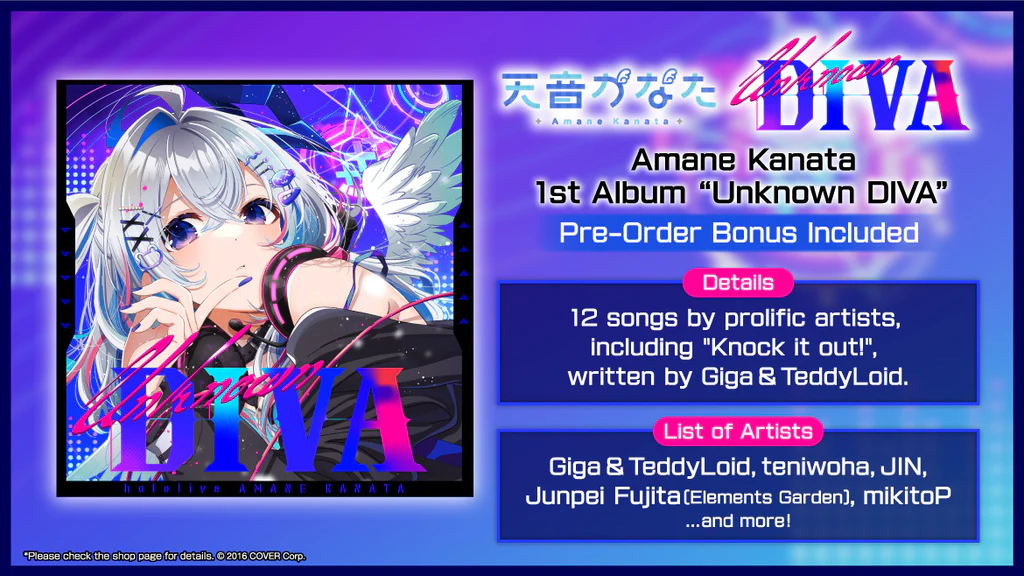 Unknown
DIVA
hololive AMANE KANATA
天音かなた
Amane Kanata
Unknown
DIVA
Amane Kanata
1st Album “Unknown DIVA”
Pre-Order Bonus Included
Details
12 songs by prolific artists,
including "Knock it out!",
written by Giga & TeddyLoid.
List of Artists
Giga & TeddyLoid, teniwoha, JIN,
Junpei Fujita(Elements Garden), mikitoP
...and more!
*Please check the shop page for details. © 2016 COVER Corp.